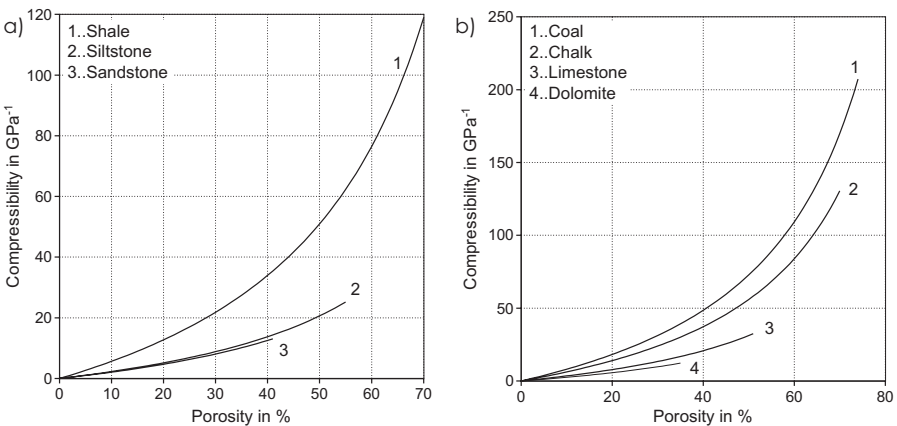 a)
1..Shale
2..Siltstone
3..Sandstone
Compressibility in GPa⁻¹
120
100
80
60
40
20
0
1
2
3
0 10 20 30 40 50 60 70
Porosity in %
b)
1..Coal
2..Chalk
3..Limestone
4..Dolomite
Compressibility in GPa⁻¹
250
200
150
100
50
0
1
2
3
4
0 20 40 60 80
Porosity in %